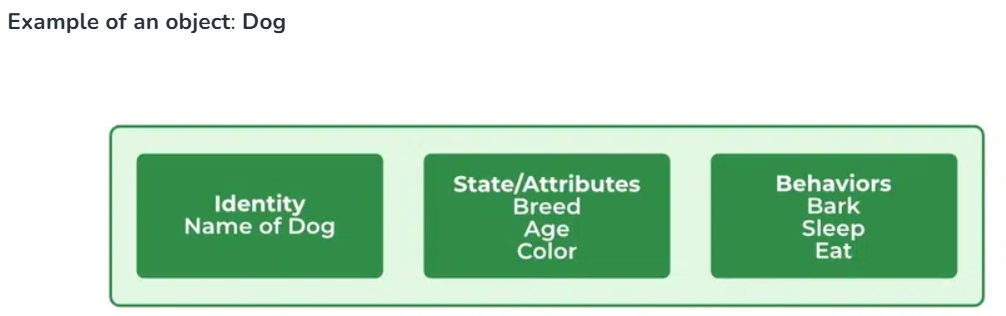 Example of an object: Dog
Identity
Name of Dog
State/Attributes
Breed
Age
Color
Behaviors
Bark
Sleep
Eat